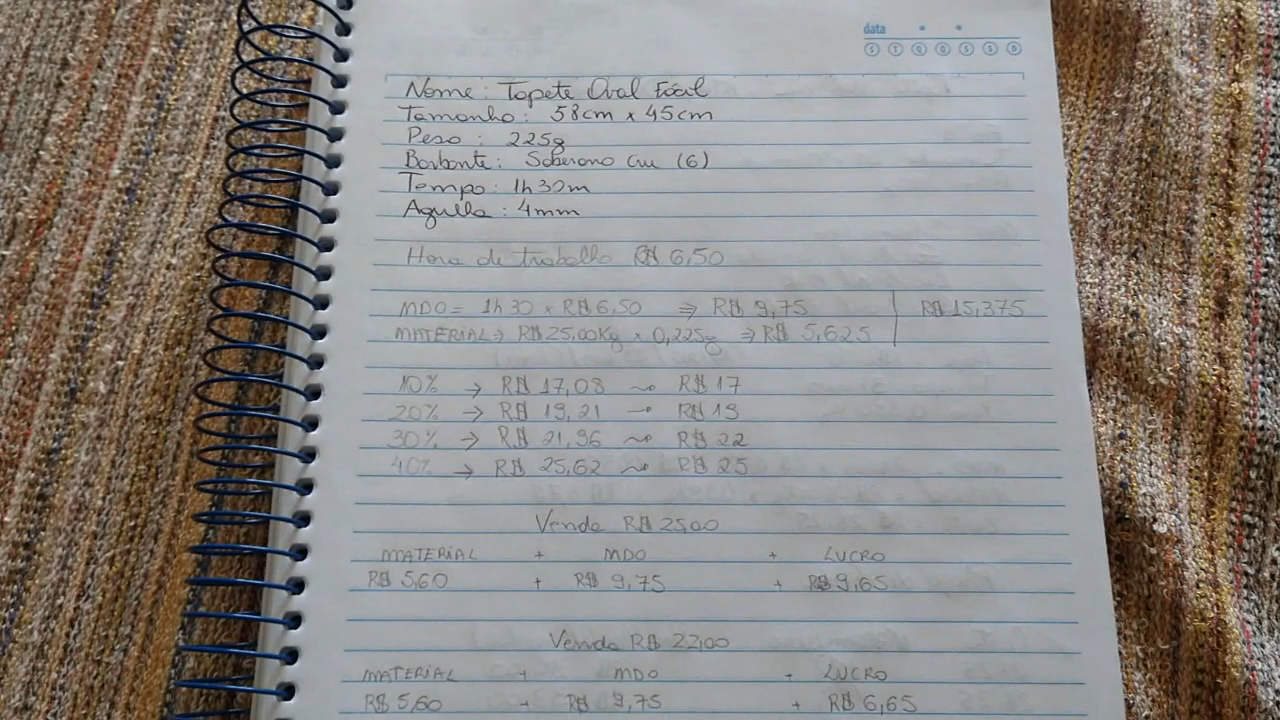 data
S T Q Q S S D
Nome: Tapete Oval Fácil
Tamanho: 58cm x 45cm
Peso: 225g
Barbante: Soberano Cru (6)
Tempo: 1h30m
Agulha: 4mm
Hora de trabalho R$ 6,50
MDO = 1h30 x R$ 6,50 ⇒ R$ 9,75 R$ 15,375
MATERIAL → R$ 25,00Kg x 0,225g ⇒ R$ 5,625
10% → R$ 17,08 ~ R$ 17
20% → R$ 19,21 ~ R$ 19
30% → R$ 21,96 ~ R$ 22
40% → R$ 25,62 ~ R$ 25
Venda R$ 25,00
MATERIAL + MDO + LUCRO
R$ 5,60 + R$ 9,75 + R$ 9,65
Venda R$ 22,00
MATERIAL + MDO + LUCRO
R$ 5,60 + R$ 9,75 + R$ 6,65